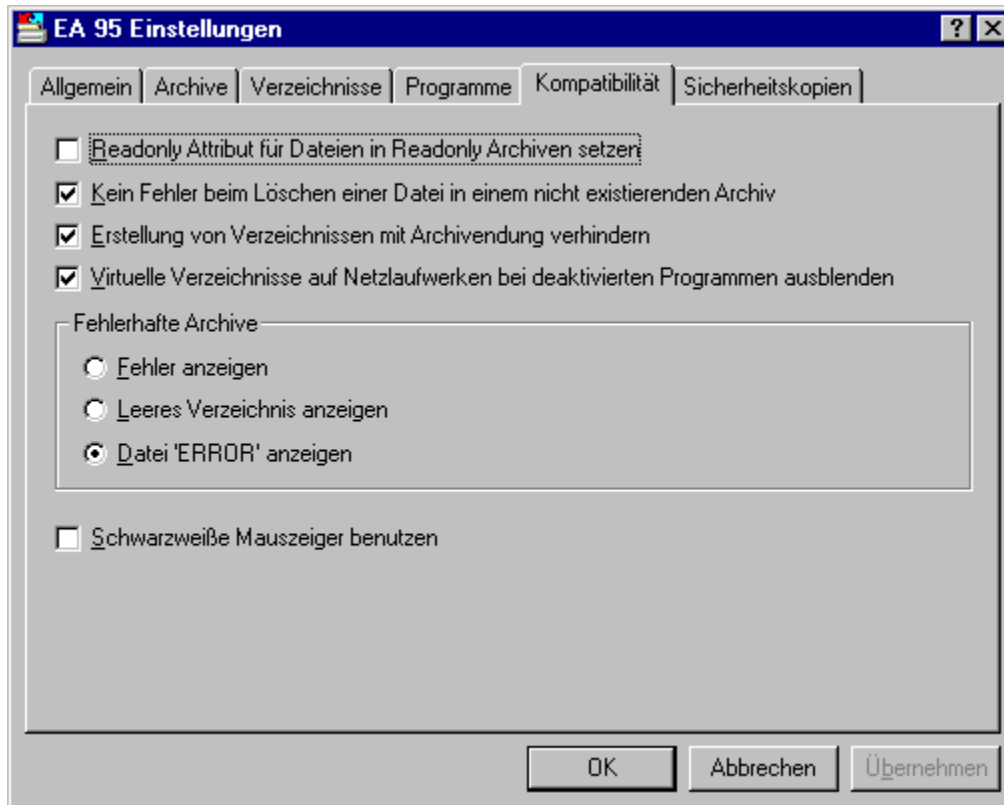 EA 95 Einstellungen
Allgemein Archive Verzeichnisse Programme Kompatibilität Sicherheitskopien
Readonly Attribut für Dateien in Readonly Archiven setzen
Kein Fehler beim Löschen einer Datei in einem nicht existierenden Archiv
Erstellung von Verzeichnissen mit Archivendung verhindern
Virtuelle Verzeichnisse auf Netzlaufwerken bei deaktivierten Programmen ausblenden
Fehlerhafte Archive
Fehler anzeigen
Leeres Verzeichnis anzeigen
Datei 'ERROR' anzeigen
Schwarzweiße Mauszeiger benutzen
OK Abbrechen Übernehmen